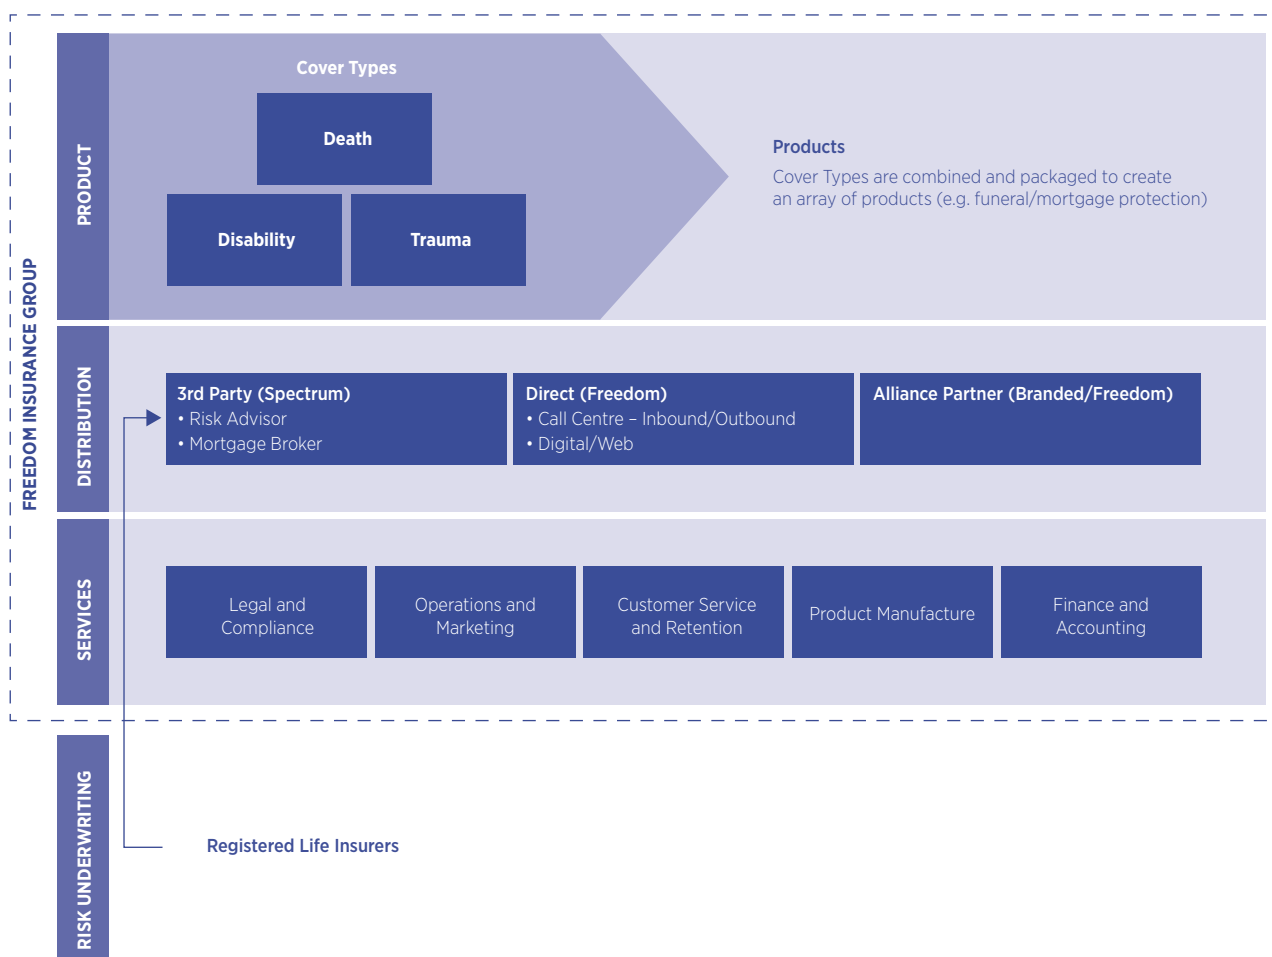 FREEDOM INSURANCE GROUP
PRODUCT
Cover Types
Death
Disability
Trauma
Products
Cover Types are combined and packaged to create
an array of products (e.g. funeral/mortgage protection)
DISTRIBUTION
3rd Party (Spectrum)
• Risk Advisor
• Mortgage Broker
Direct (Freedom)
• Call Centre – Inbound/Outbound
• Digital/Web
Alliance Partner (Branded/Freedom)
SERVICES
Legal and
Compliance
Operations and
Marketing
Customer Service
and Retention
Product Manufacture
Finance and
Accounting
RISK UNDERWRITING
Registered Life Insurers